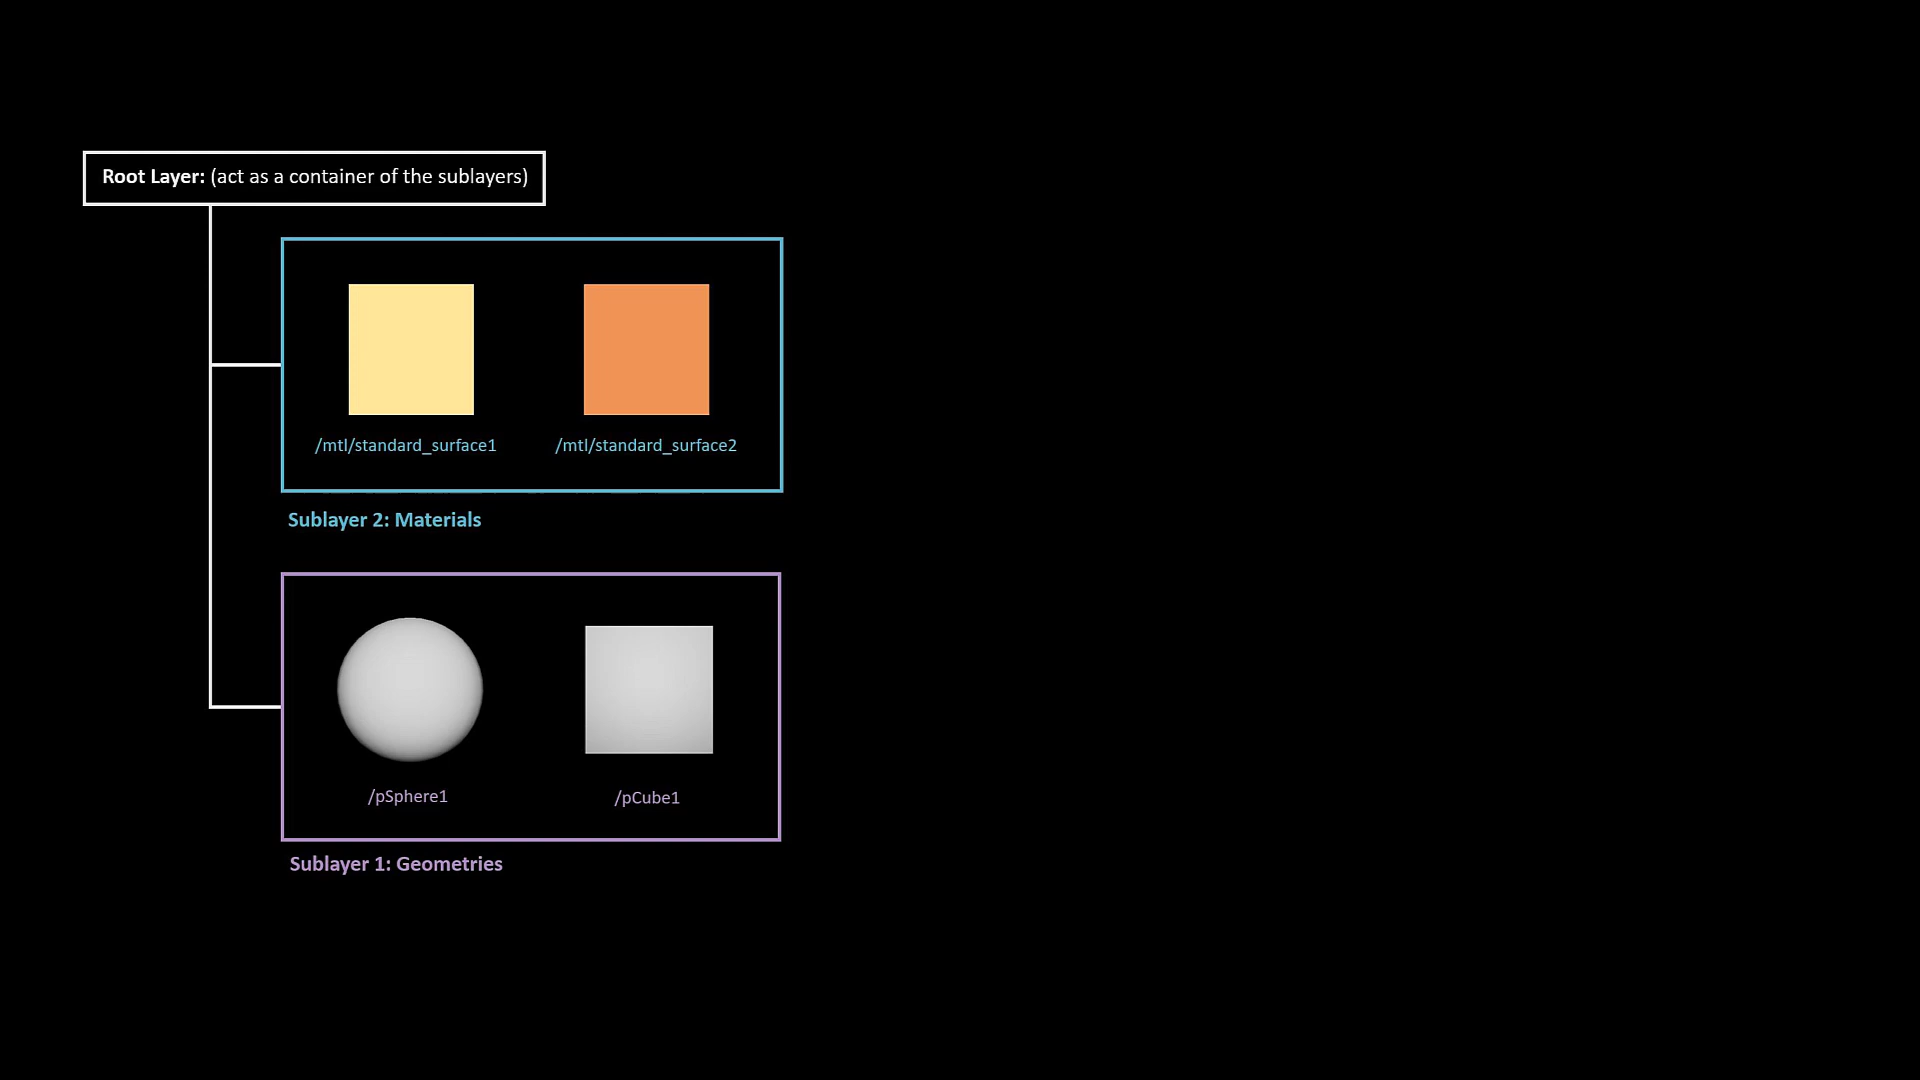 Root Layer: (act as a container of the sublayers)
/mtl/standard_surface1
/mtl/standard_surface2
Sublayer 2: Materials
/pSphere1
/pCube1
Sublayer 1: Geometries